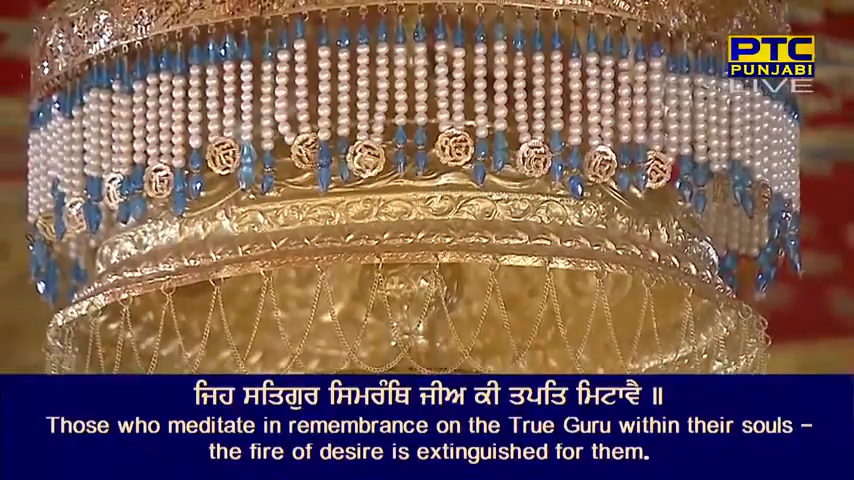 PTC
PUNJABI
LIVE
ਜਿਹ ਸਤਿਗੁਰ ਸਿਮਰੰਥਿ ਜੀਅ ਕੀ ਤਪਤਿ ਮਿਟਾਵੈ ॥
Those who meditate in remembrance on the True Guru within their souls –
the fire of desire is extinguished for them.